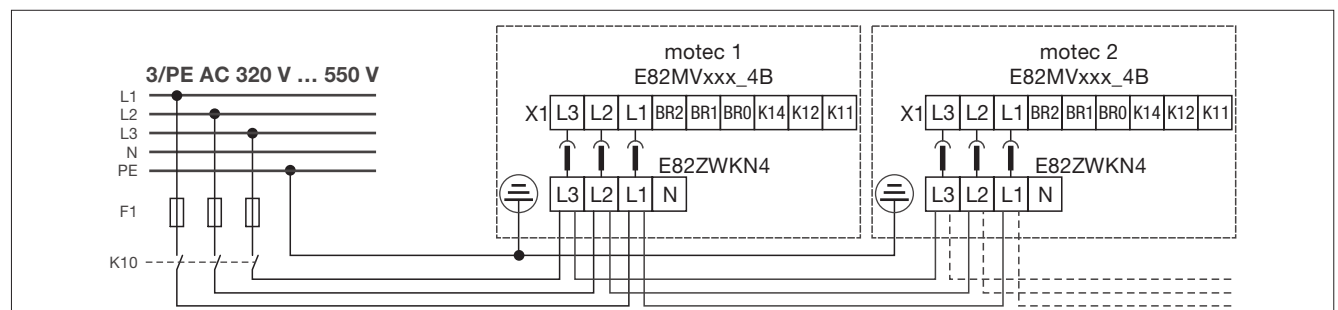 3/PE AC 320 V … 550 V
L1
L2
L3
N
PE
F1
K10
motec 1
E82MVxxx_4B
X1 L3 L2 L1 BR2 BR1 BR0 K14 K12 K11
E82ZWKN4
L3 L2 L1 N
motec 2
E82MVxxx_4B
X1 L3 L2 L1 BR2 BR1 BR0 K14 K12 K11
E82ZWKN4
L3 L2 L1 N